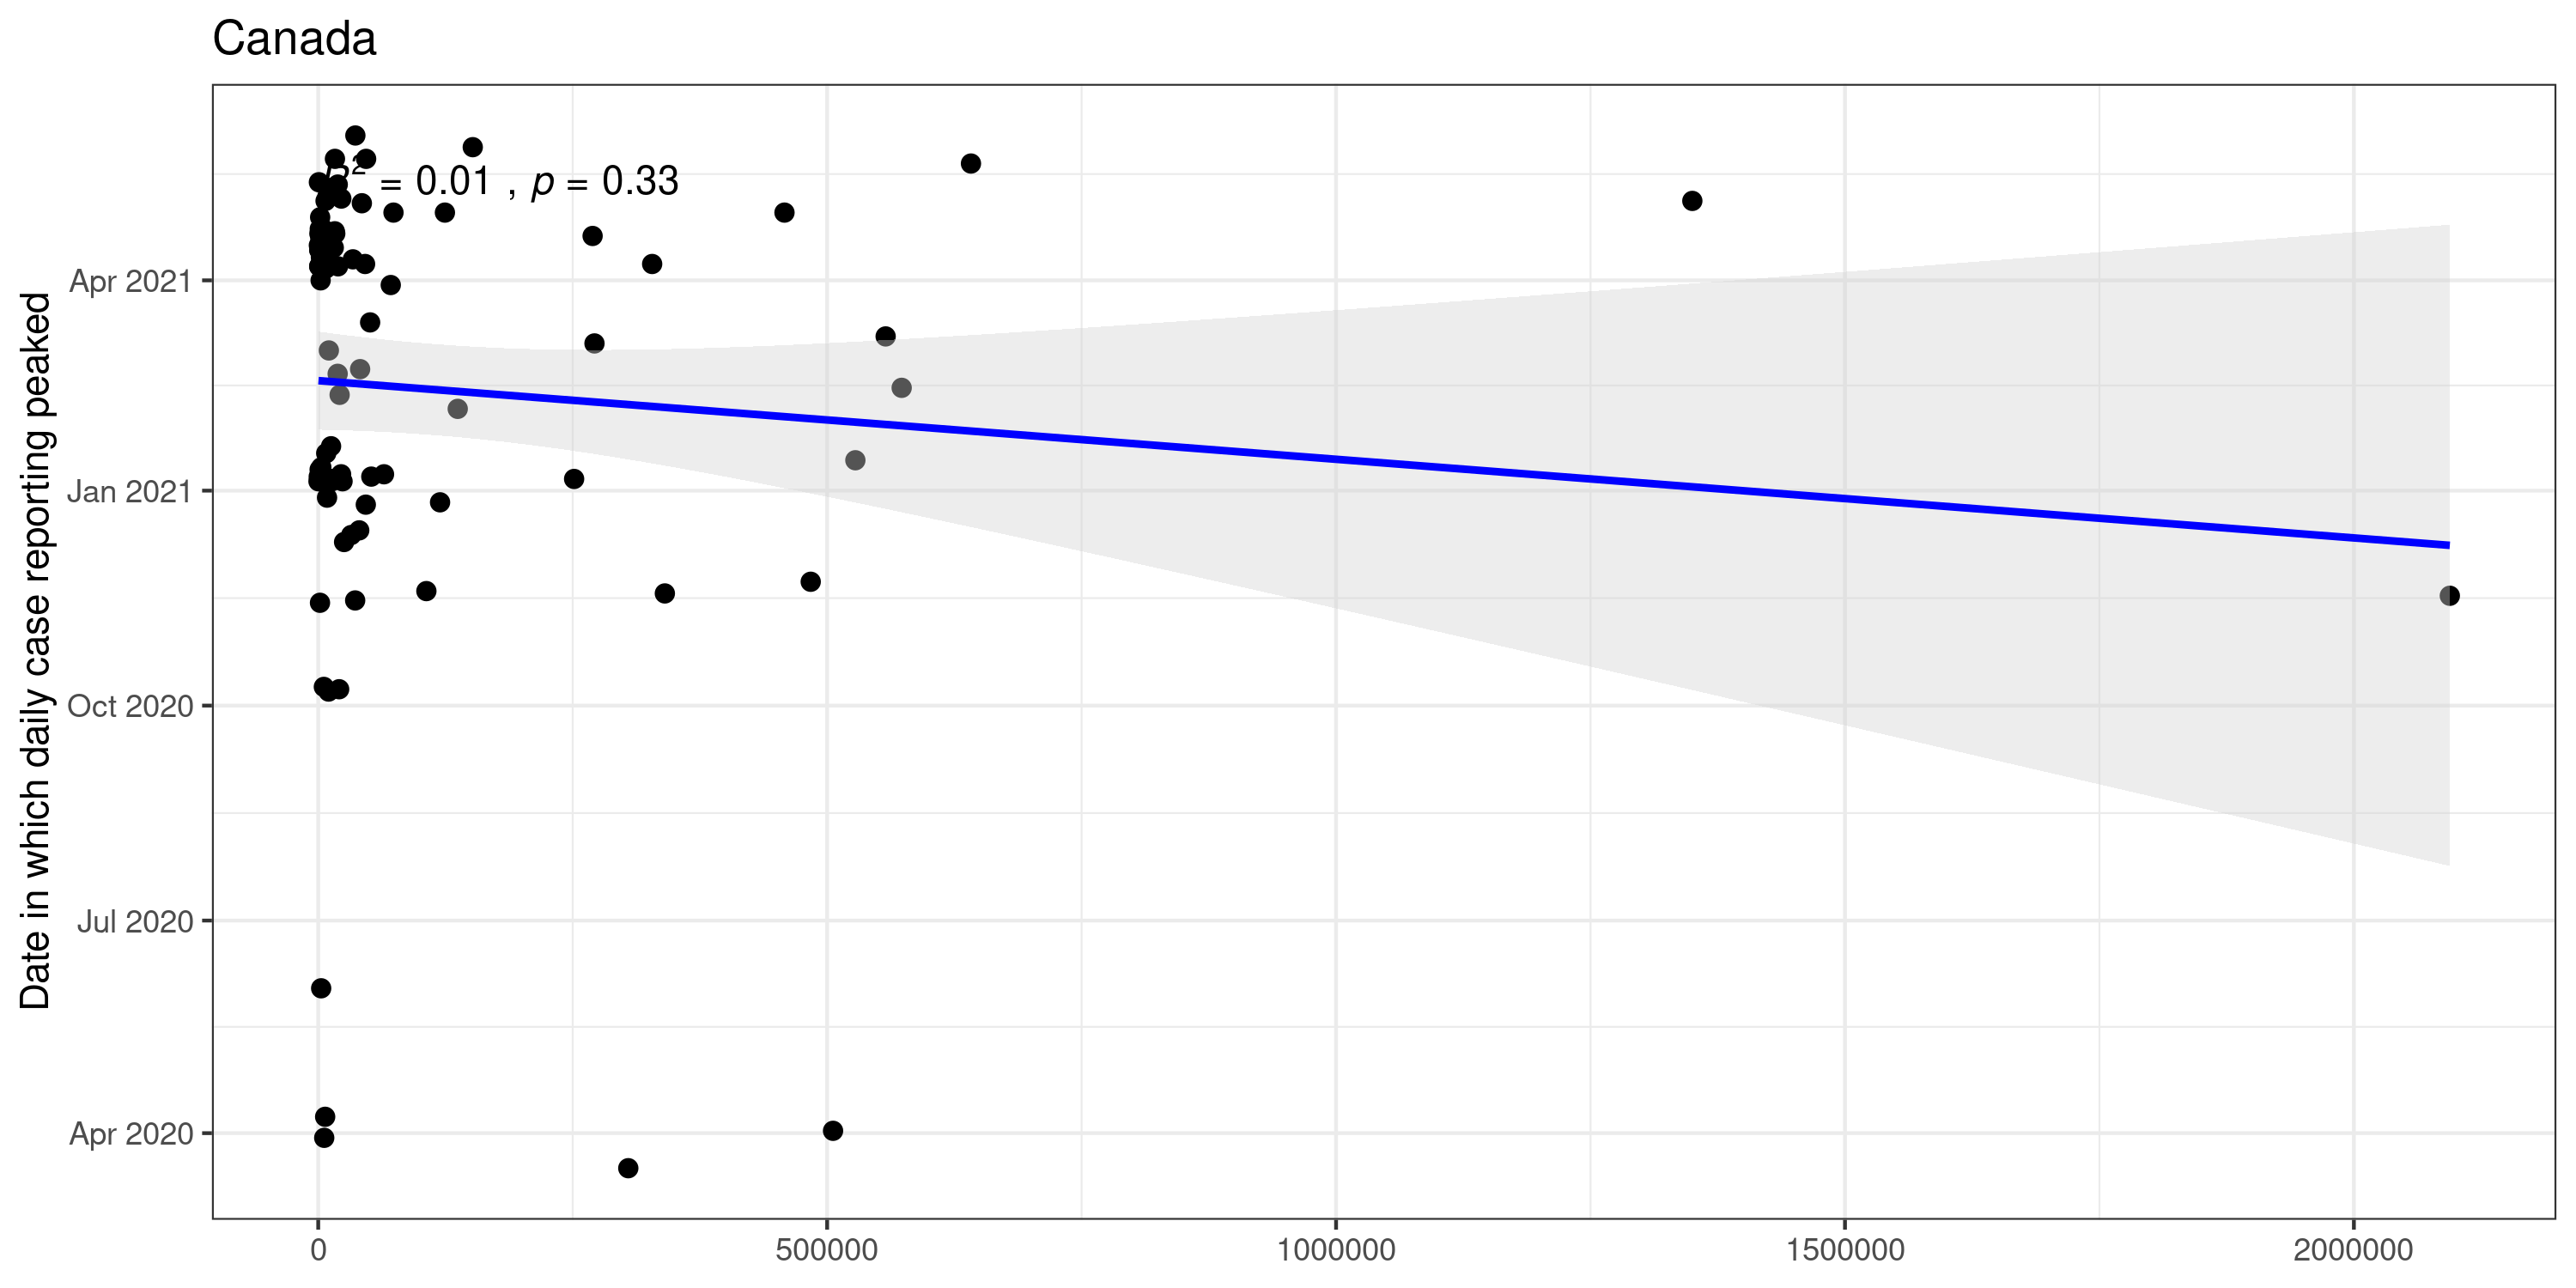 Canada
R² = 0.01 , p = 0.33
Date in which daily case reporting peaked
Apr 2021
Jan 2021
Oct 2020
Jul 2020
Apr 2020
0 500000 1000000 1500000 2000000